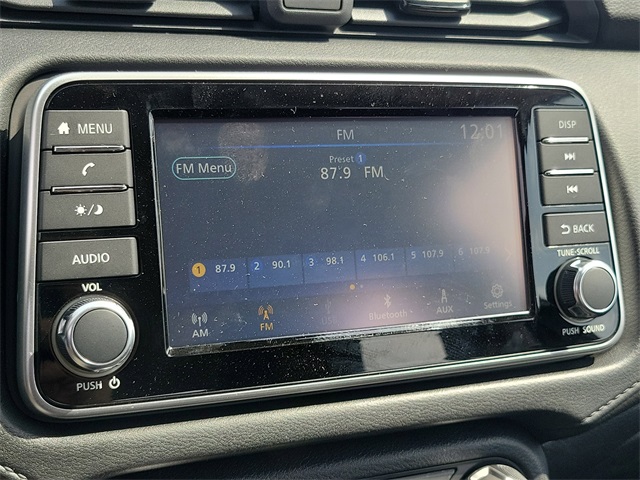 FM
12:01
FM Menu
Preset 1
87.9 FM
1 87.9 2 90.1 3 98.1 4 106.1 5 107.9 6 107.9
AM
FM
Bluetooth
AUX
Settings
MENU
AUDIO
VOL
PUSH
DISP
BACK
TUNE·SCROLL
PUSH SOUND